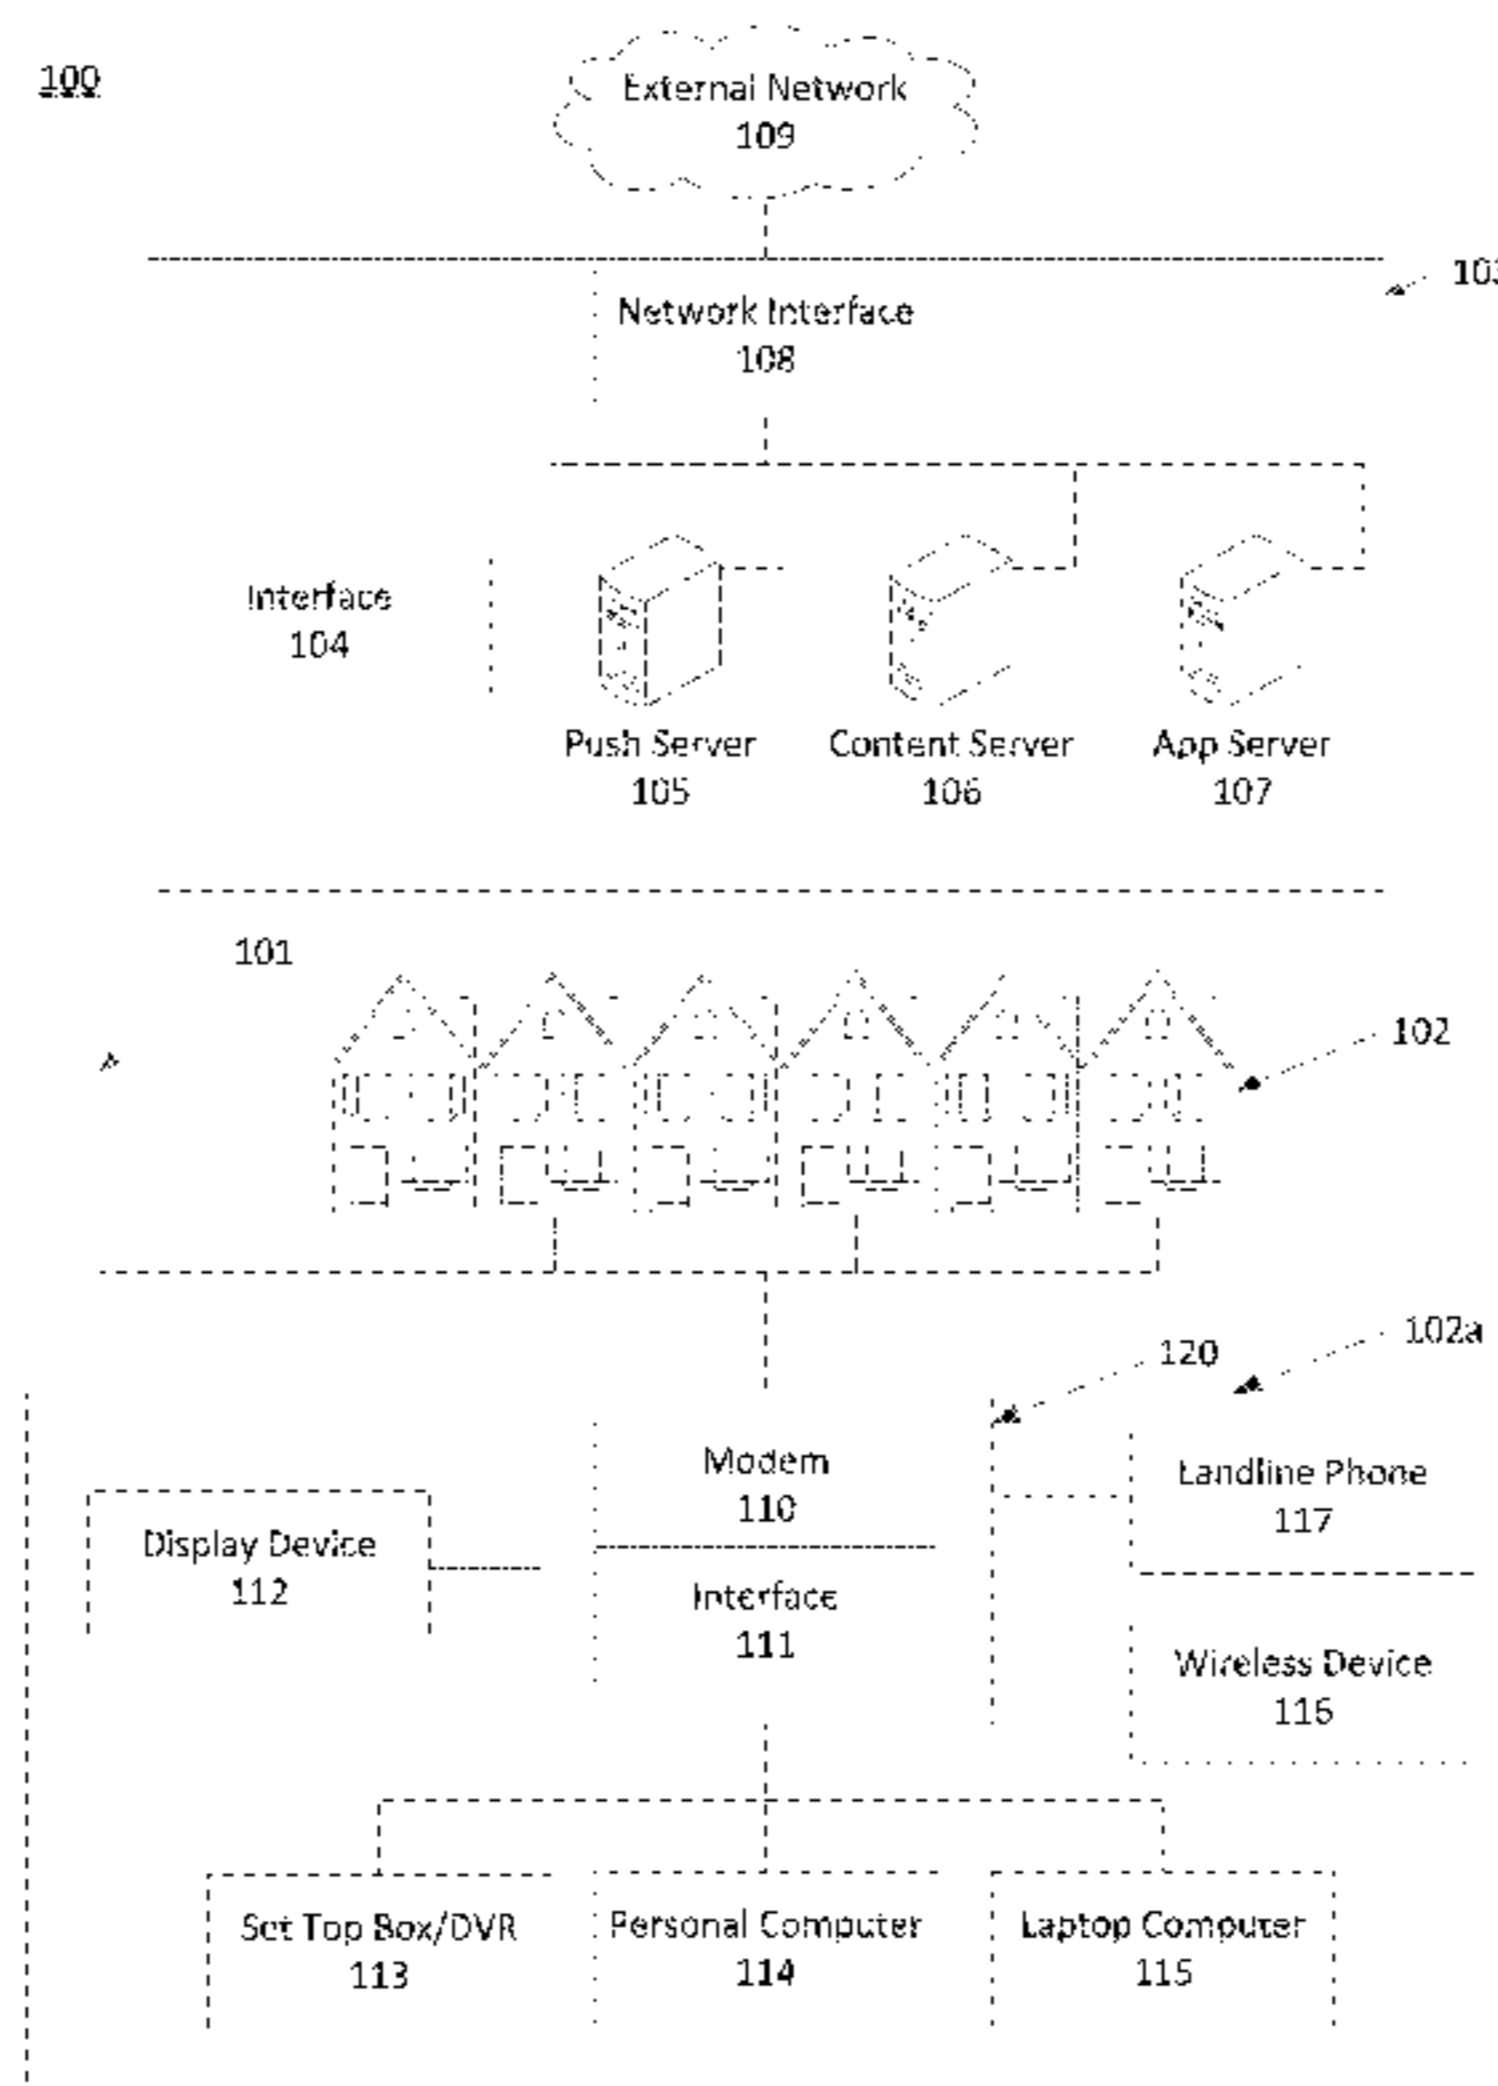 100
External Network
109
103
Network Interface
108
Interface
104
Push Server
105
Content Server
106
App Server
107
101
102
102a
120
Modem
110
Landline Phone
117
Display Device
112
Interface
111
Wireless Device
116
Set Top Box/DVR
113
Personal Computer
114
Laptop Computer
115